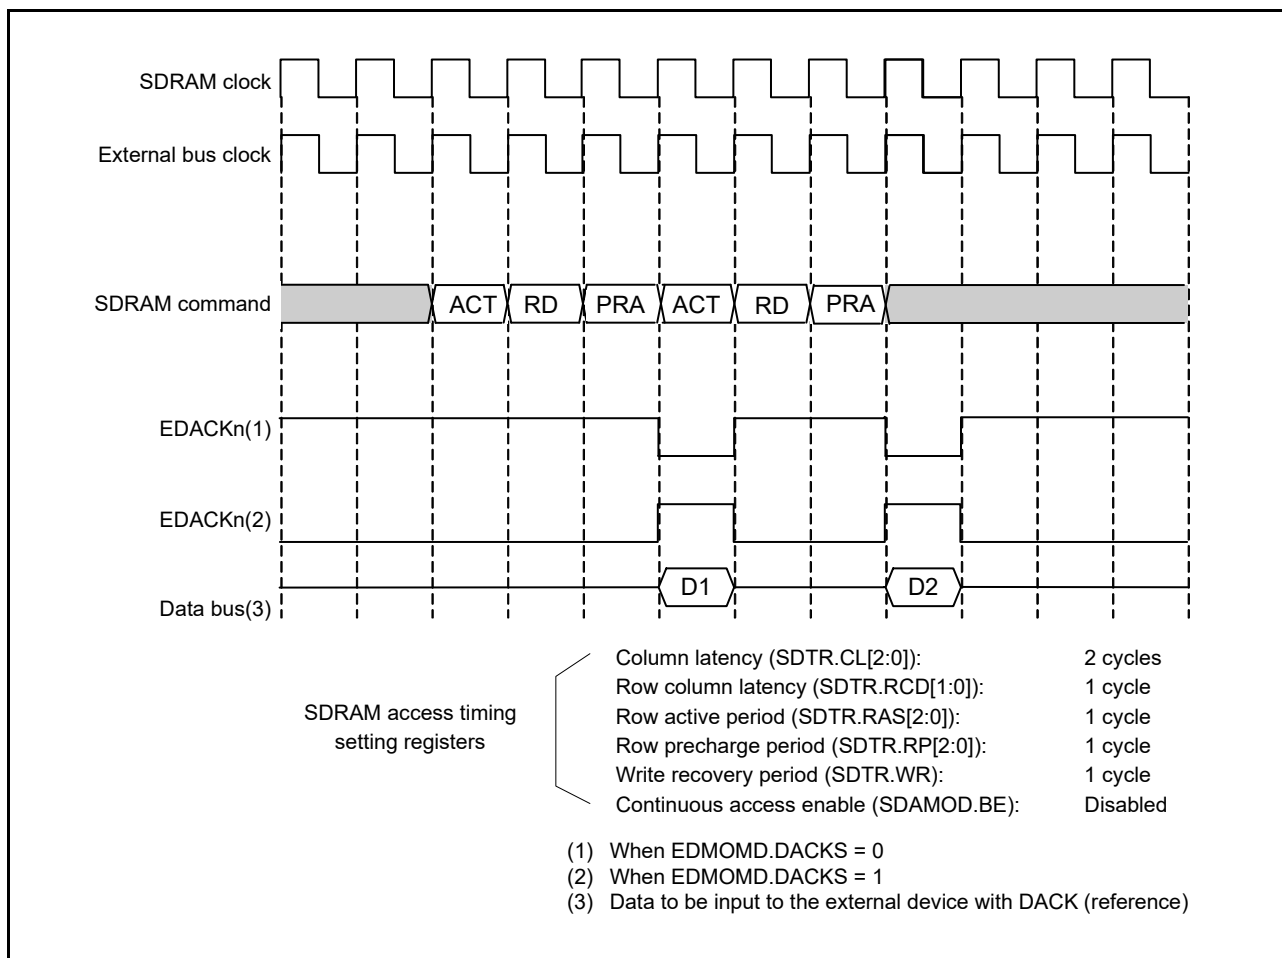 SDRAM clock
External bus clock
SDRAM command
ACT RD PRA ACT RD PRA
EDACKn(1)
EDACKn(2)
Data bus(3)
D1 D2
SDRAM access timing
setting registers
Column latency (SDTR.CL[2:0]): 2 cycles
Row column latency (SDTR.RCD[1:0]): 1 cycle
Row active period (SDTR.RAS[2:0]): 1 cycle
Row precharge period (SDTR.RP[2:0]): 1 cycle
Write recovery period (SDTR.WR): 1 cycle
Continuous access enable (SDAMOD.BE): Disabled
(1) When EDMOMD.DACKS = 0
(2) When EDMOMD.DACKS = 1
(3) Data to be input to the external device with DACK (reference)